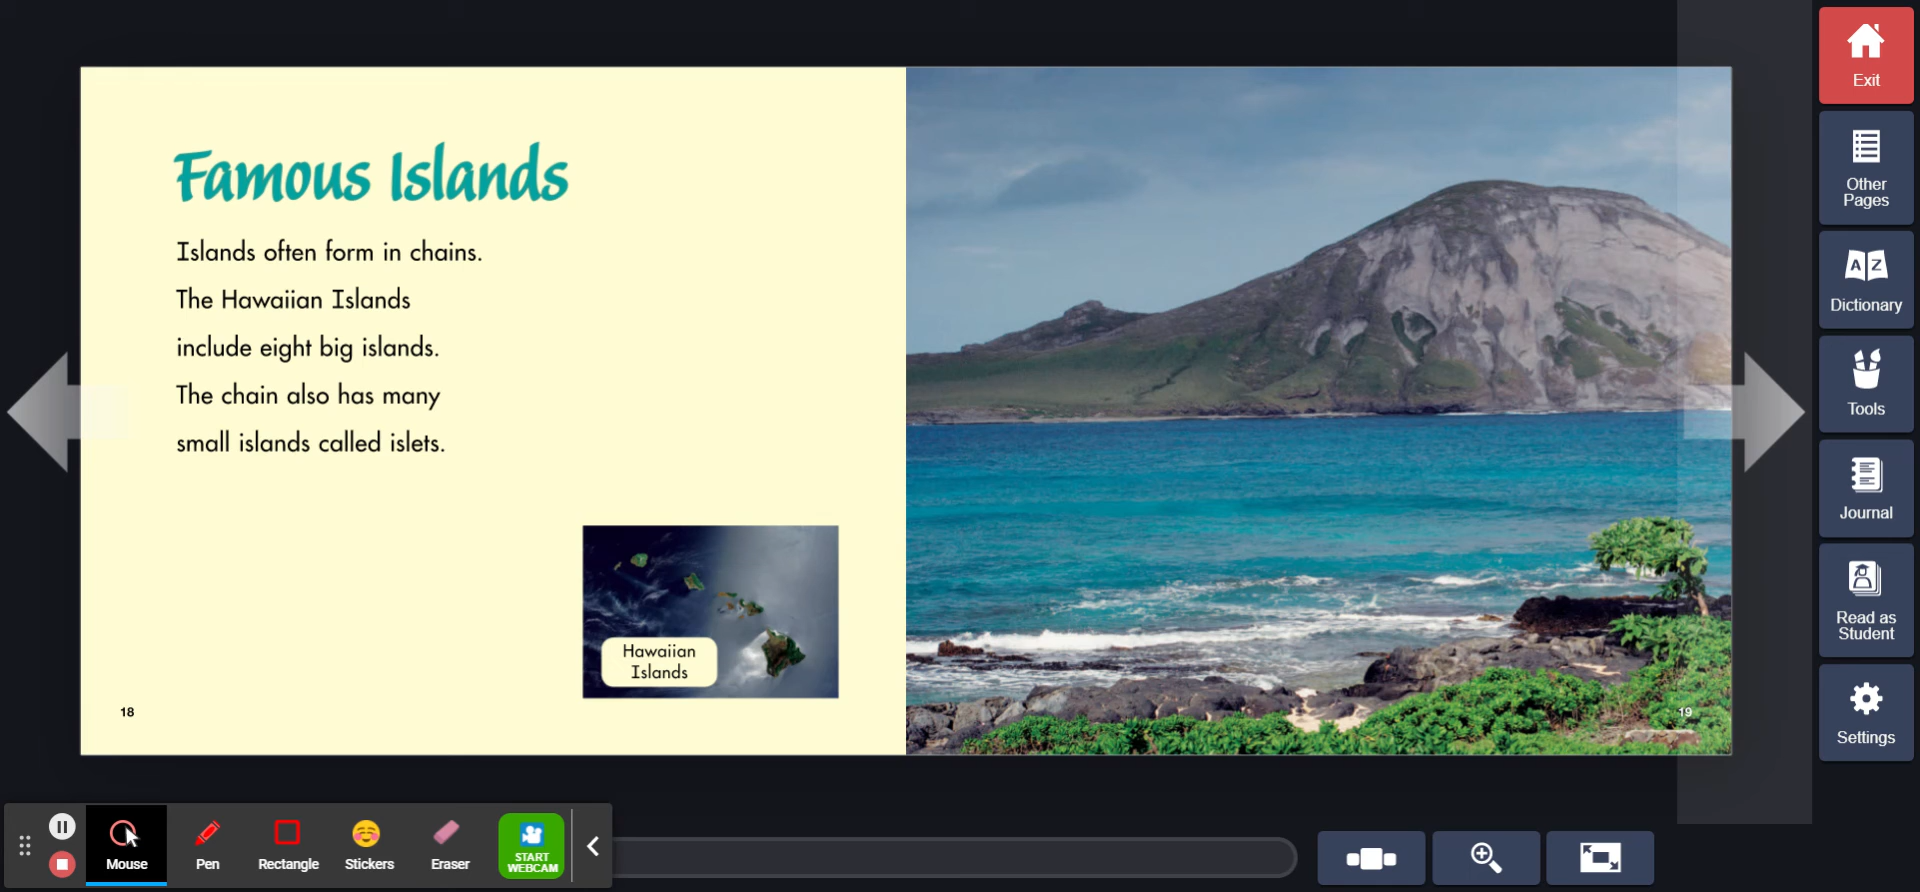 Famous Islands
Islands often form in chains.
The Hawaiian Islands
include eight big islands.
The chain also has many
small islands called islets.
Hawaiian
Islands
18
19
Exit
Other
Pages
A Z
Dictionary
Tools
Journal
Read as
Student
Settings
Mouse
Pen
Rectangle
Stickers
Eraser
START
WEBCAM